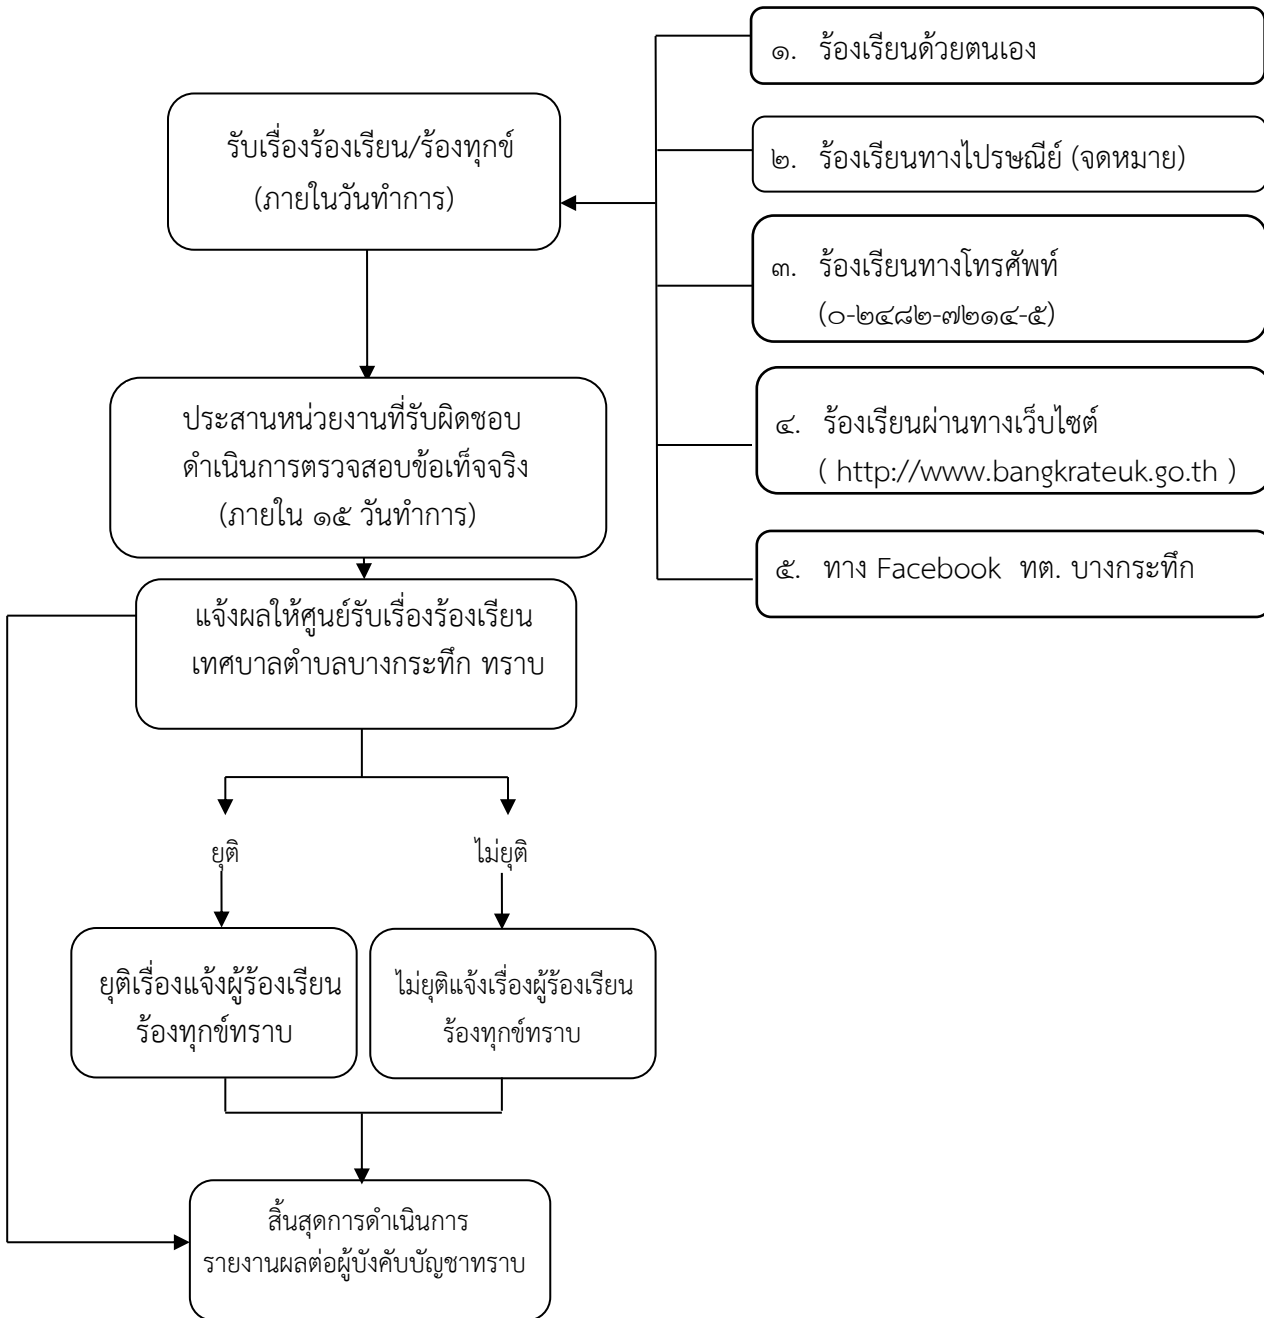 ๑. ร้องเรียนด้วยตนเอง
รับเรื่องร้องเรียน/ร้องทุกข์
(ภายในวันทำการ)
๒. ร้องเรียนทางไปรษณีย์ (จดหมาย)
๓. ร้องเรียนทางโทรศัพท์
(๐-๒๔๘๒-๗๒๑๔-๕)
๔. ร้องเรียนผ่านทางเว็บไซต์
( http://www.bangkrateuk.go.th )
๕. ทาง Facebook ทต. บางกระทึก
ประสานหน่วยงานที่รับผิดชอบ
ดำเนินการตรวจสอบข้อเท็จจริง
(ภายใน ๑๕ วันทำการ)
แจ้งผลให้ศูนย์รับเรื่องร้องเรียน
เทศบาลตำบลบางกระทึก ทราบ
ยุติ
ไม่ยุติ
ยุติเรื่องแจ้งผู้ร้องเรียน
ร้องทุกข์ทราบ
ไม่ยุติแจ้งเรื่องผู้ร้องเรียน
ร้องทุกข์ทราบ
สิ้นสุดการดำเนินการ
รายงานผลต่อผู้บังคับบัญชาทราบ